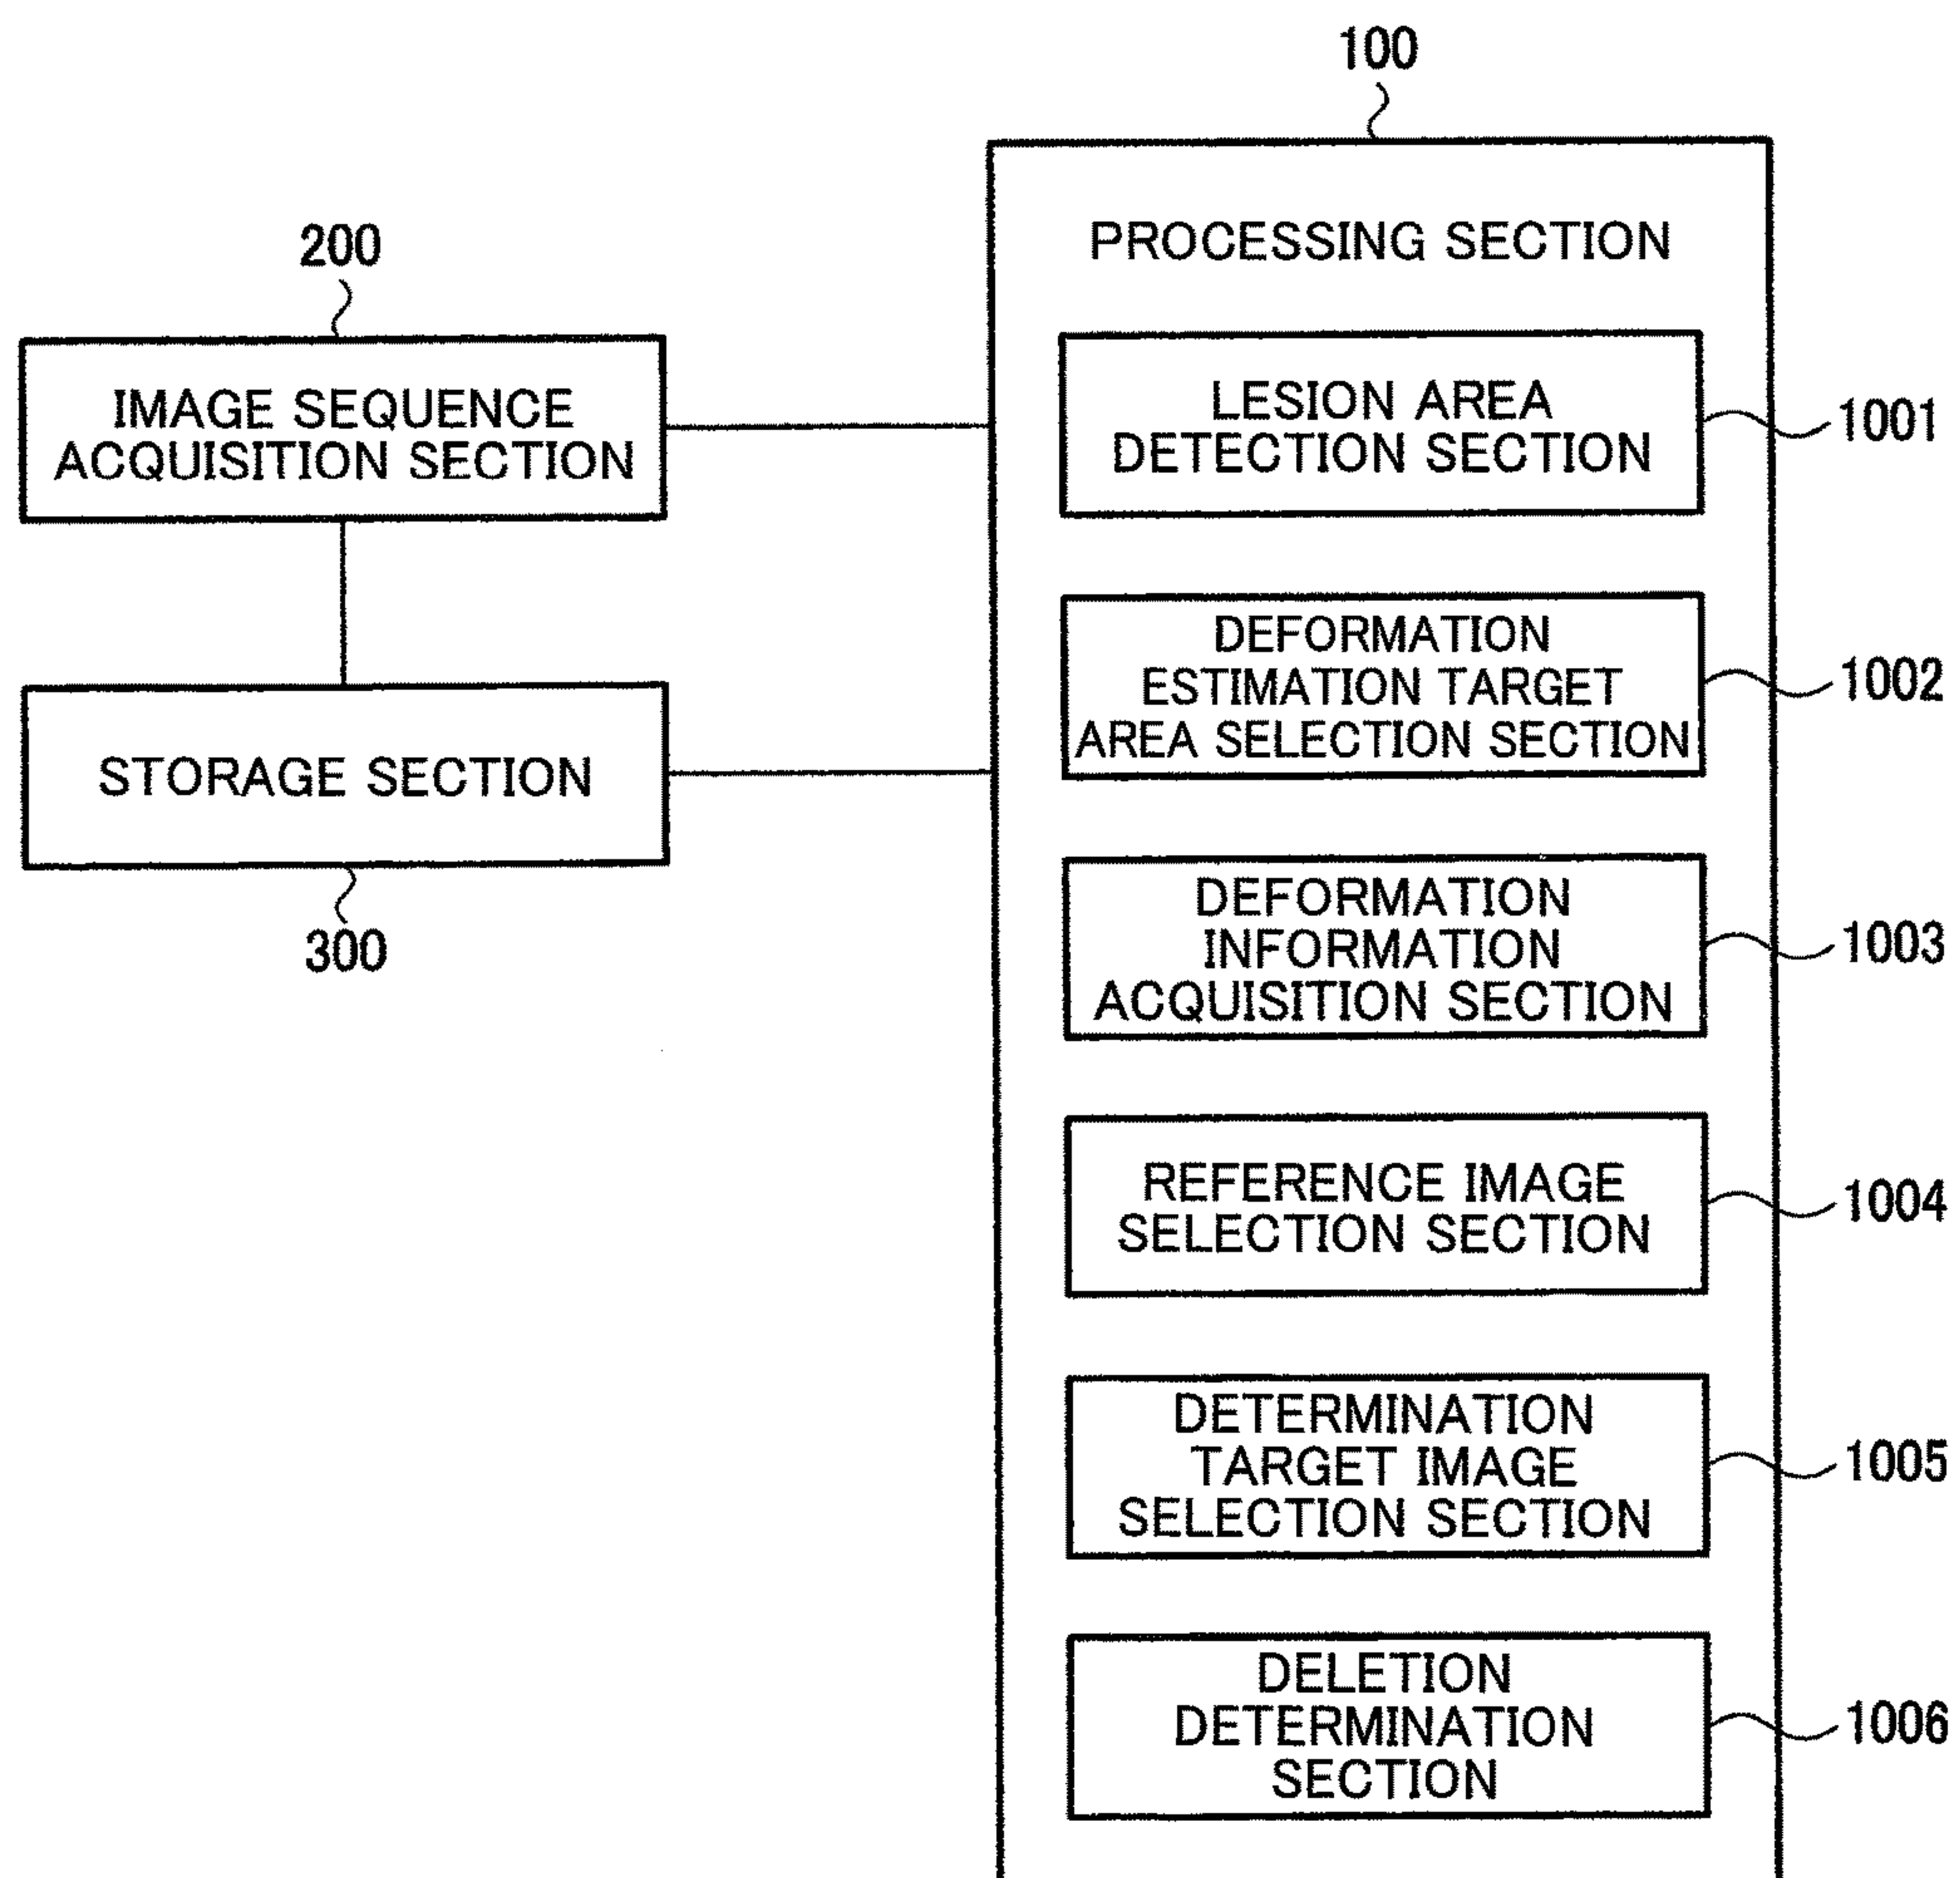 100
PROCESSING SECTION
200
IMAGE SEQUENCE
ACQUISITION SECTION
STORAGE SECTION
300
LESION AREA
DETECTION SECTION
1001
DEFORMATION
ESTIMATION TARGET
AREA SELECTION SECTION
1002
DEFORMATION
INFORMATION
ACQUISITION SECTION
1003
REFERENCE IMAGE
SELECTION SECTION
1004
DETERMINATION
TARGET IMAGE
SELECTION SECTION
1005
DELETION
DETERMINATION
SECTION
1006